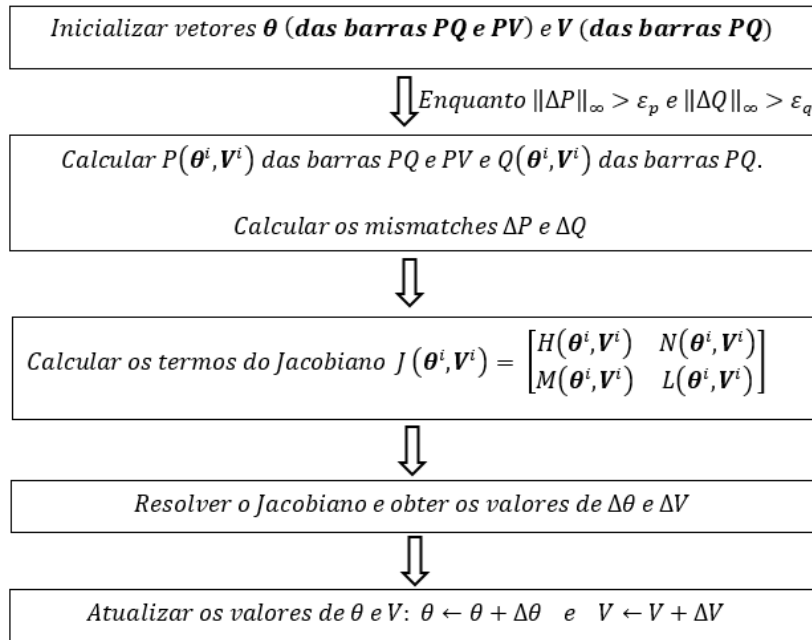 Inicializar vetores θ (das barras PQ e PV) e V (das barras PQ)
Enquanto ‖ΔP‖∞ > εp e ‖ΔQ‖∞ > εq
Calcular P(θⁱ,Vⁱ) das barras PQ e PV e Q(θⁱ,Vⁱ) das barras PQ.
Calcular os mismatches ΔP e ΔQ
Calcular os termos do Jacobiano J (θⁱ,Vⁱ) = [H(θⁱ,Vⁱ) N(θⁱ,Vⁱ)
M(θⁱ,Vⁱ) L(θⁱ,Vⁱ)]
Resolver o Jacobiano e obter os valores de Δθ e ΔV
Atualizar os valores de θ e V: θ ← θ + Δθ e V ← V + ΔV